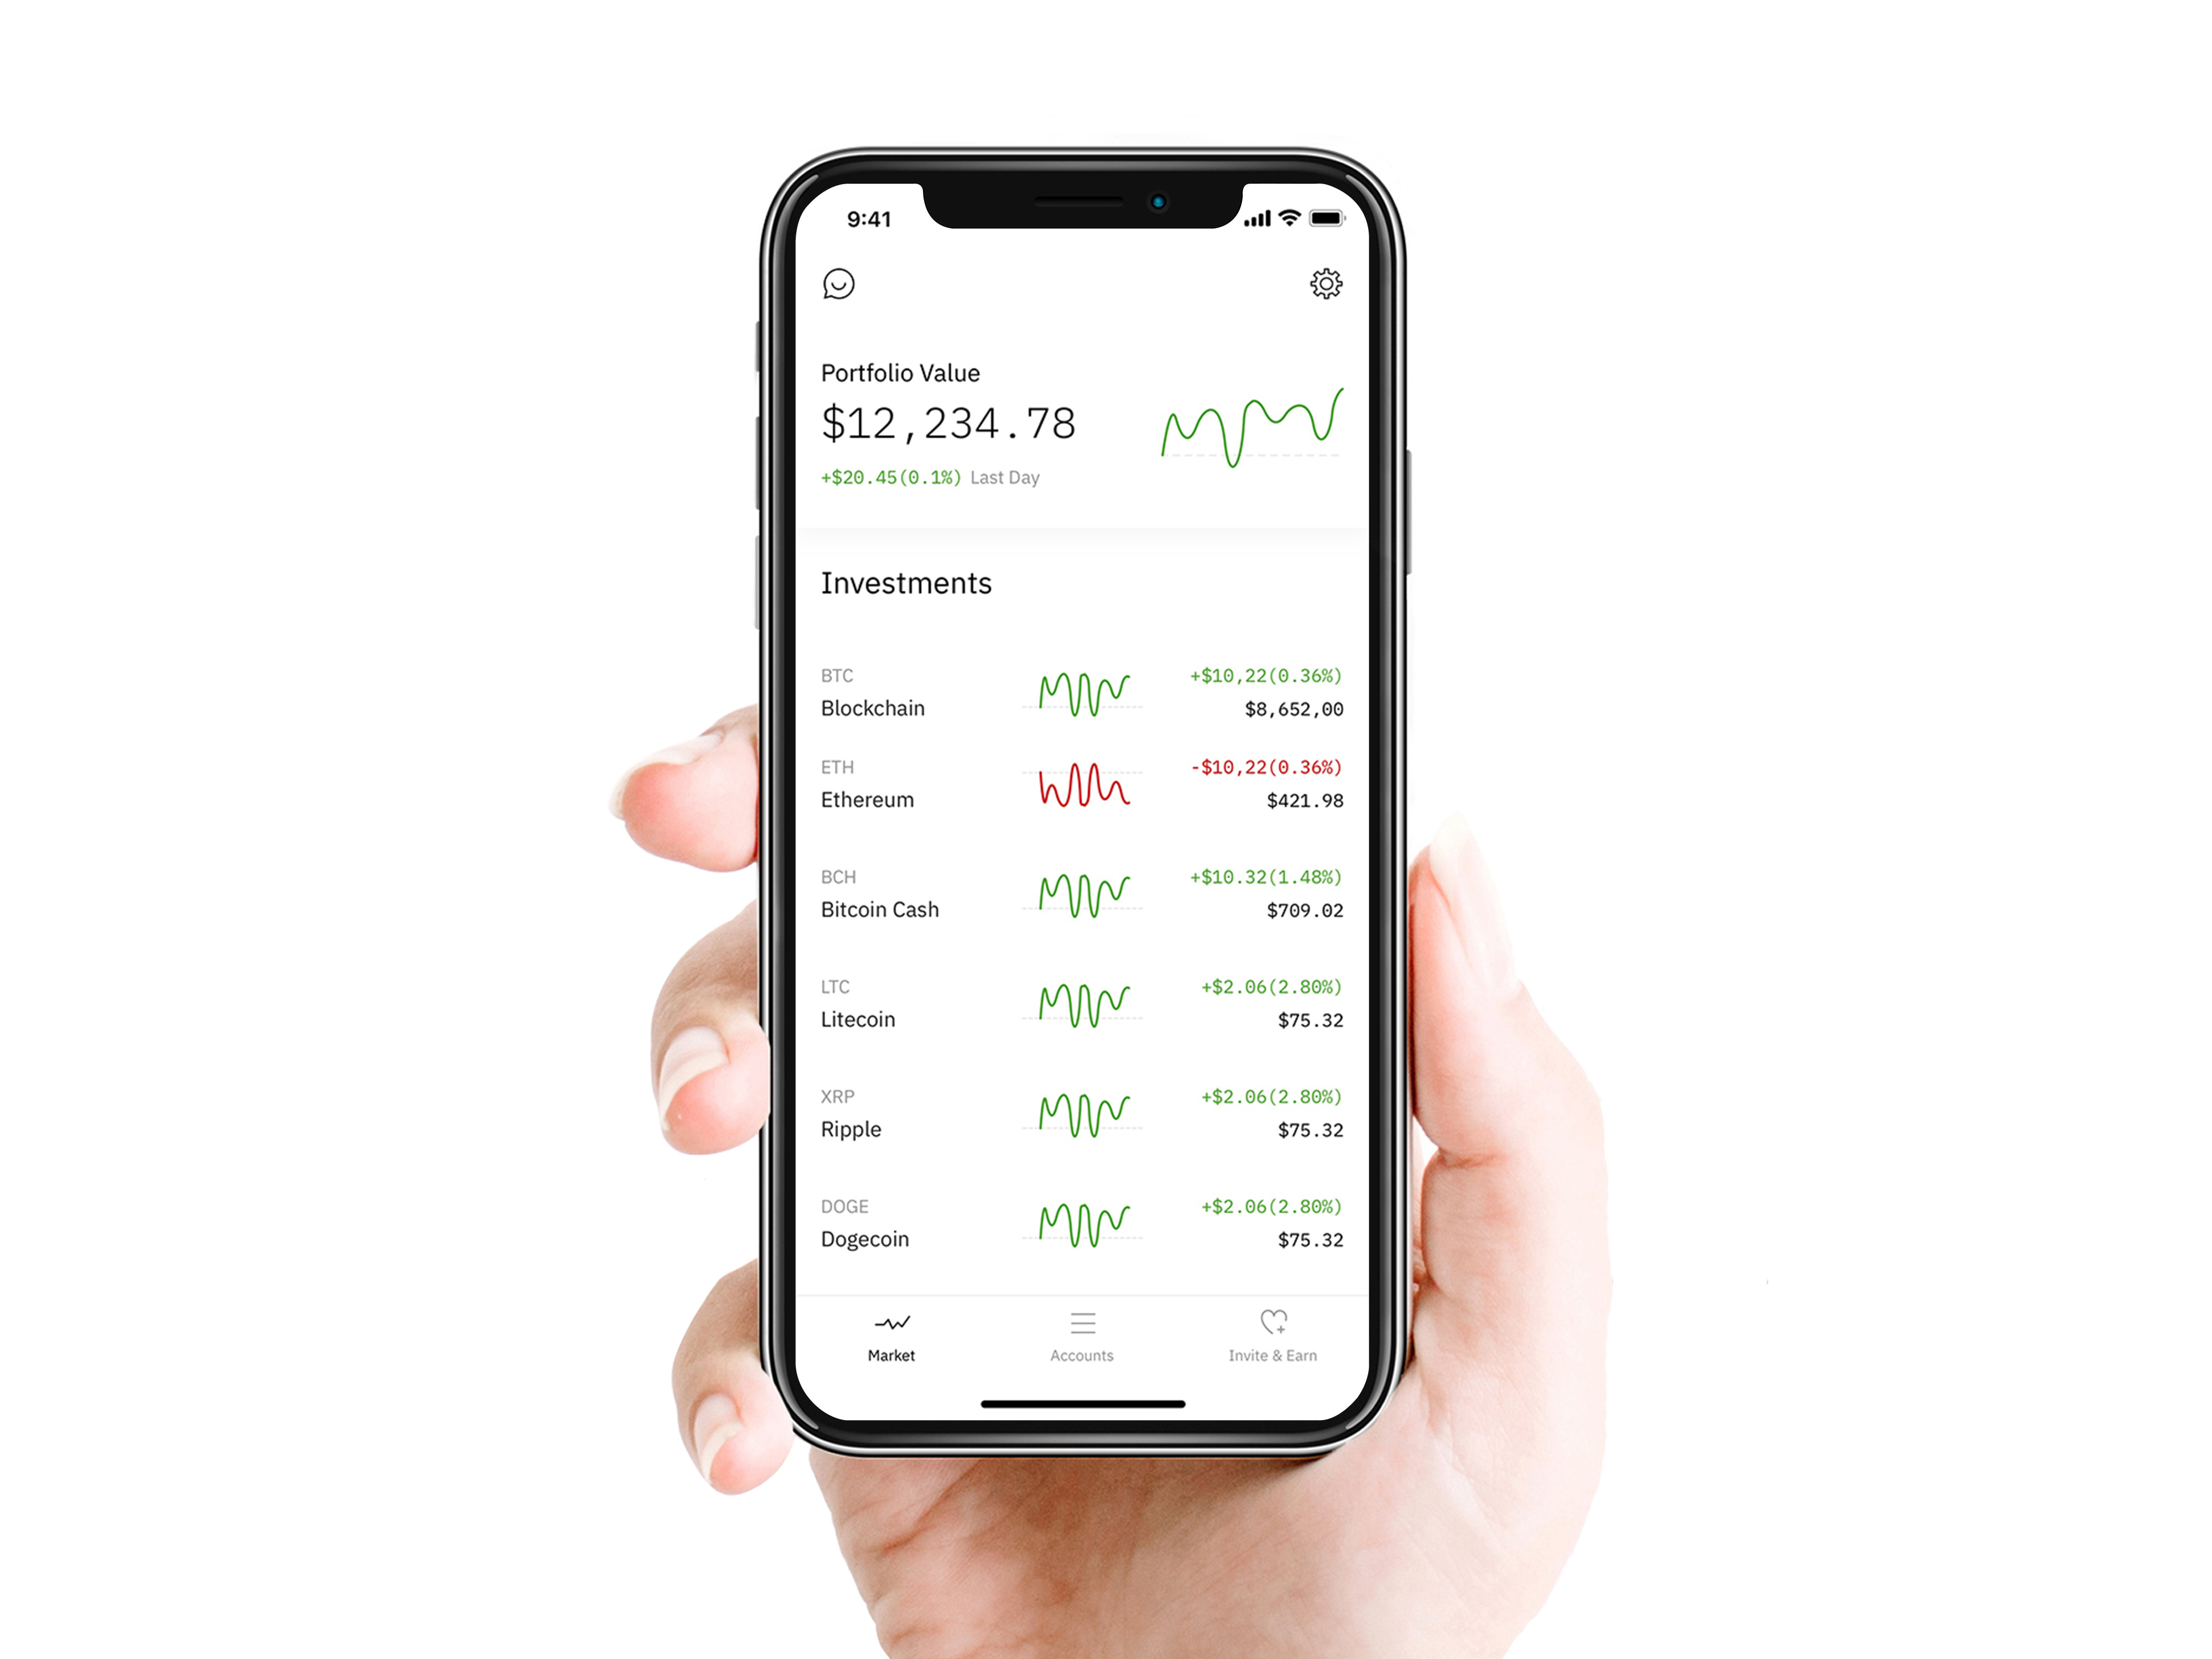 9:41
Portfolio Value
$12,234.78
+$20.45(0.1%) Last Day
Investments
BTC
+$10,22(0.36%)
Blockchain
$8,652,00
ETH
-$10,22(0.36%)
Ethereum
$421.98
BCH
+$10.32(1.48%)
Bitcoin Cash
$709.02
LTC
+$2.06(2.80%)
Litecoin
$75.32
XRP
+$2.06(2.80%)
Ripple
$75.32
DOGE
+$2.06(2.80%)
Dogecoin
$75.32
Market
Accounts
Invite & Earn